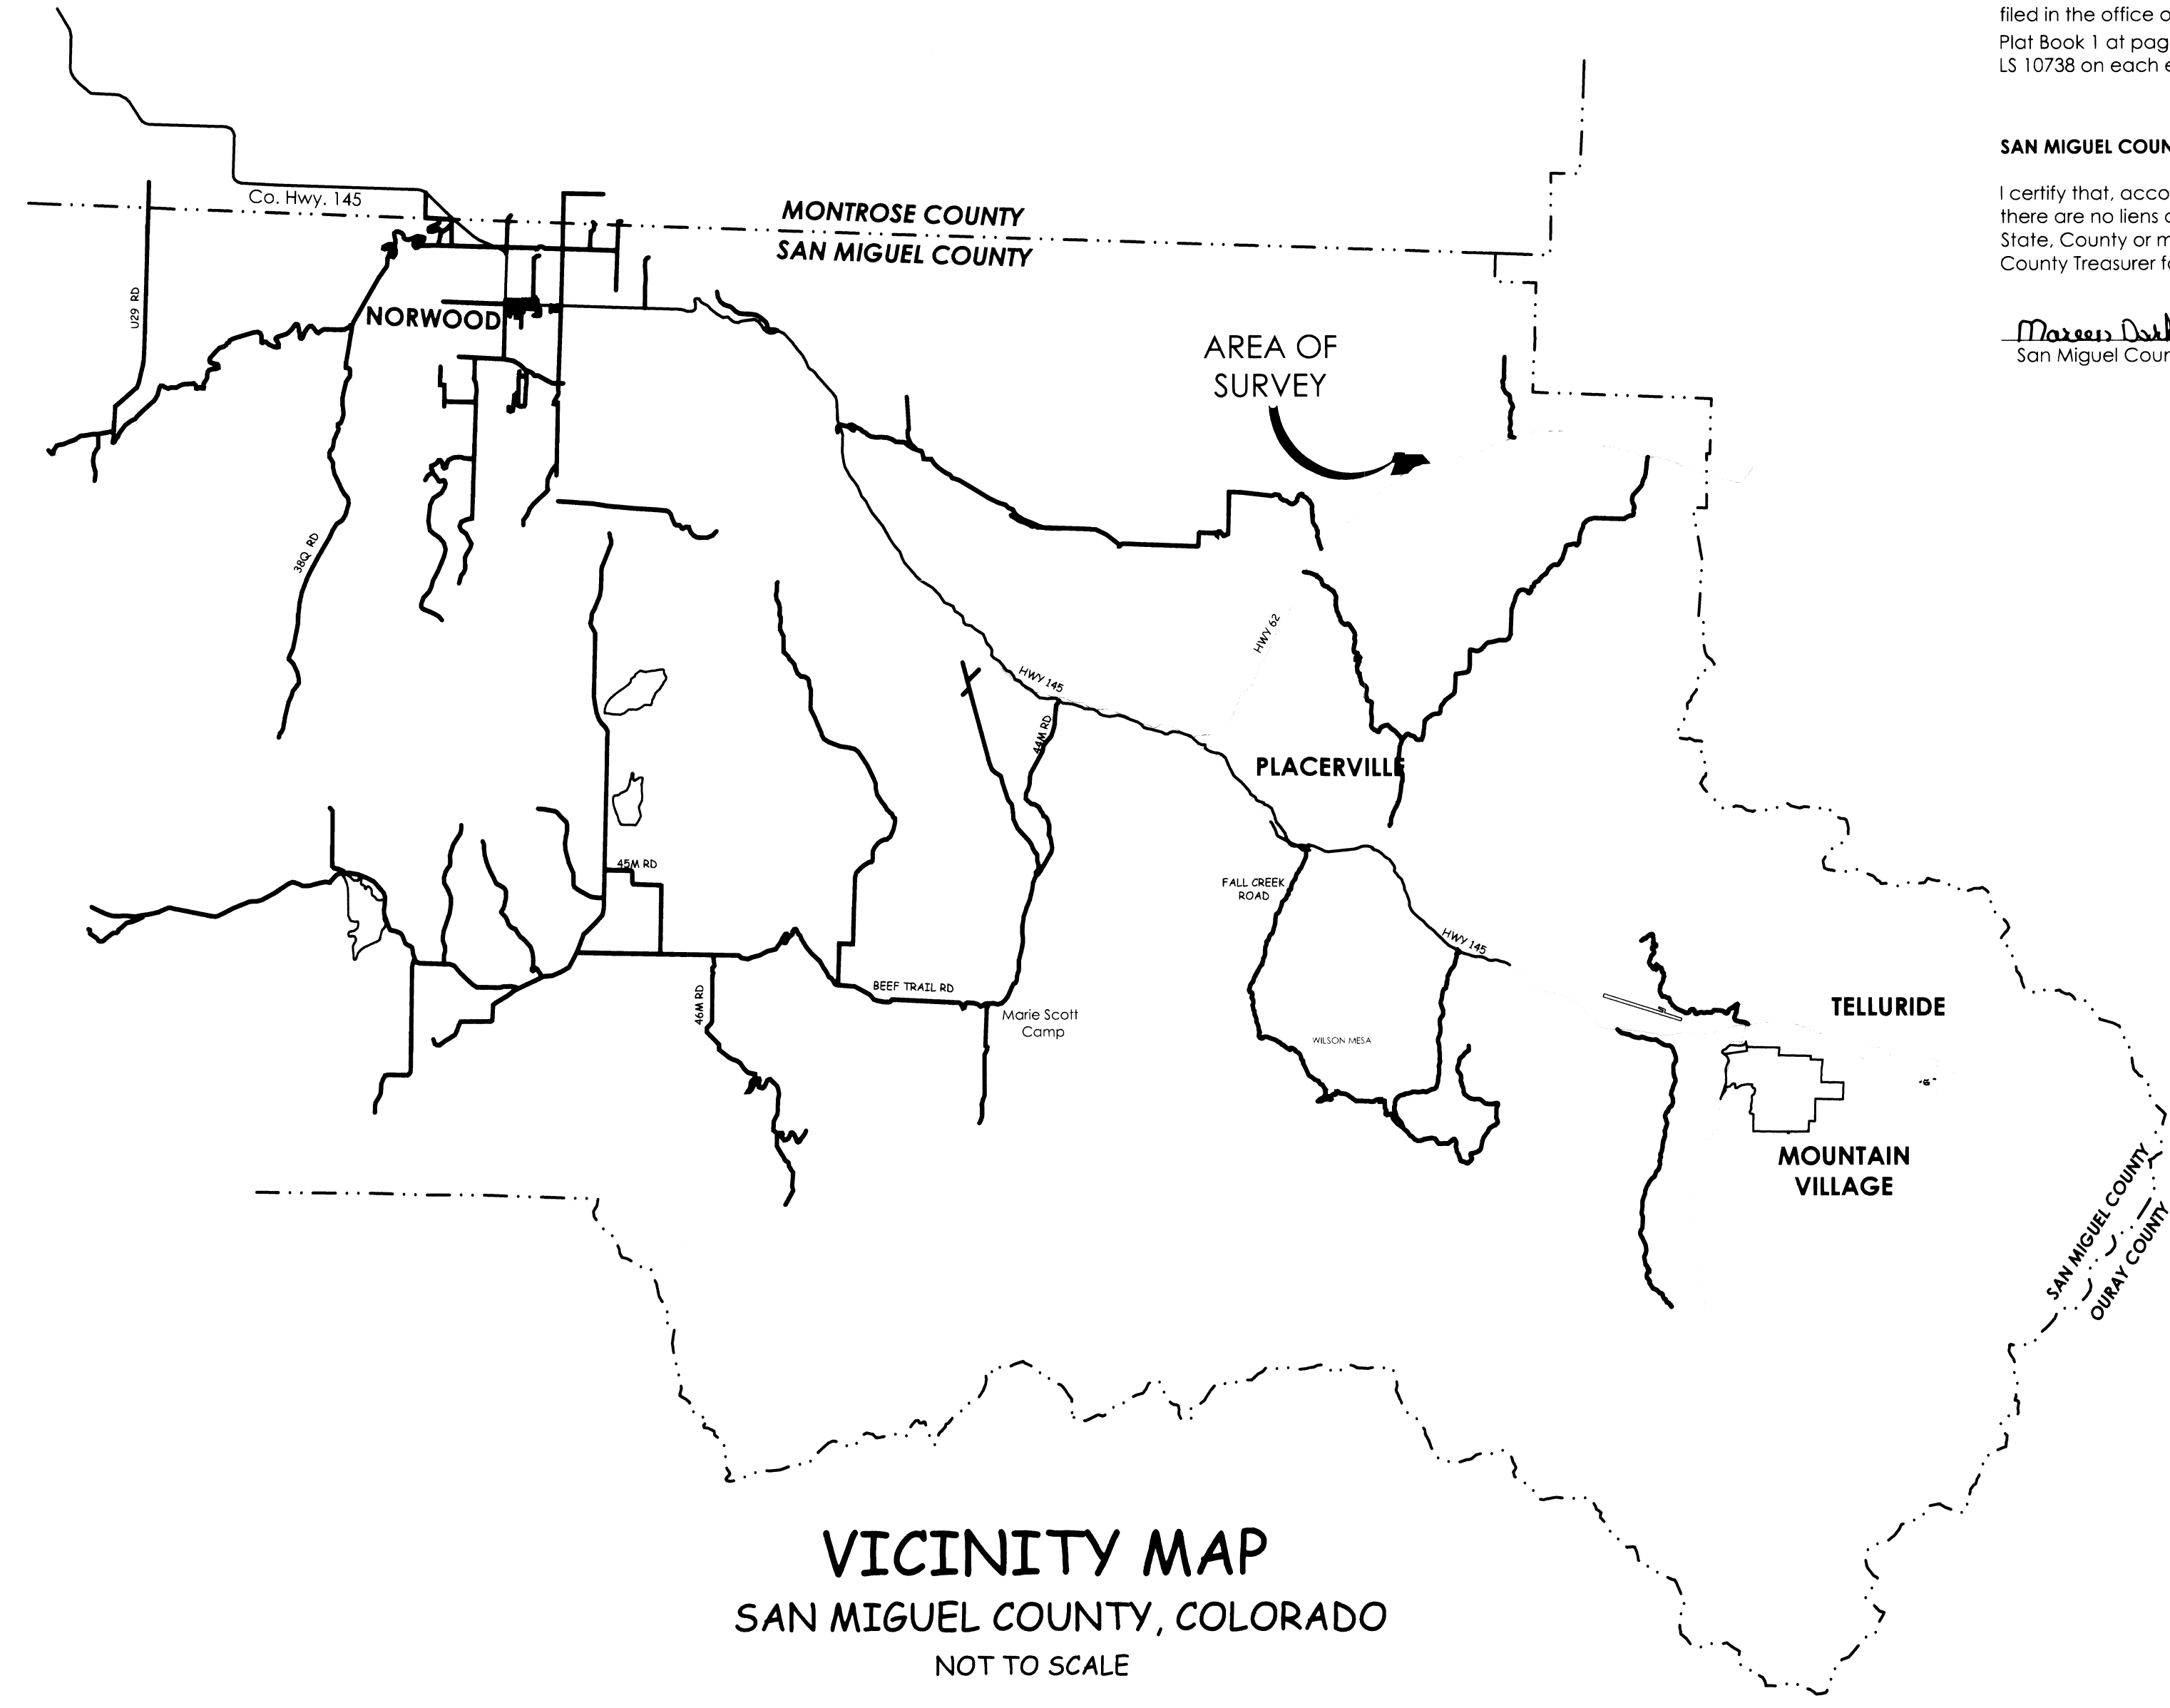 filed in the office o
Plat Book 1 at pag
LS 10738 on each e
SAN MIGUEL COUN
I certify that, acco
there are no liens
State, County or m
County Treasurer f
San Miguel Coun
Co. Hwy. 145
MONTROSE COUNTY
SAN MIGUEL COUNTY
U29 RD
NORWOOD
AREA OF
SURVEY
38Q RD
HWY 62
HWY 145
44M RD
PLACERVILLE
45M RD
FALL CREEK
ROAD
HWY 145
BEEF TRAIL RD
46M RD
Marie Scott
Camp
WILSON MESA
TELLURIDE
MOUNTAIN
VILLAGE
SAN MIGUEL COUNTY
OURAY COUNTY
VICINITY MAP
SAN MIGUEL COUNTY, COLORADO
NOT TO SCALE